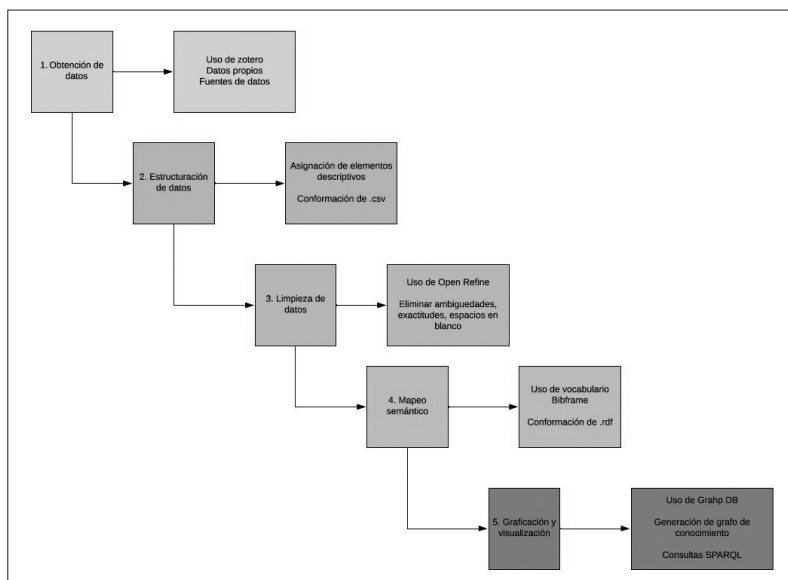 1. Obtención de
datos
Uso de zotero
Datos propios
Fuentes de datos
2. Estructuración
de datos
Asignación de elementos
descriptivos
Conformación de .csv
3. Limpieza de
datos
Uso de Open Refine
Eliminar ambiguedades,
exactitudes, espacios en
blanco
4. Mapeo
semántico
Uso de vocabulario
Bibframe
Conformación de .rdf
5. Graficación y
visualización
Uso de Grahp DB
Generación de grafo de
conocimiento
Consultas SPARQL